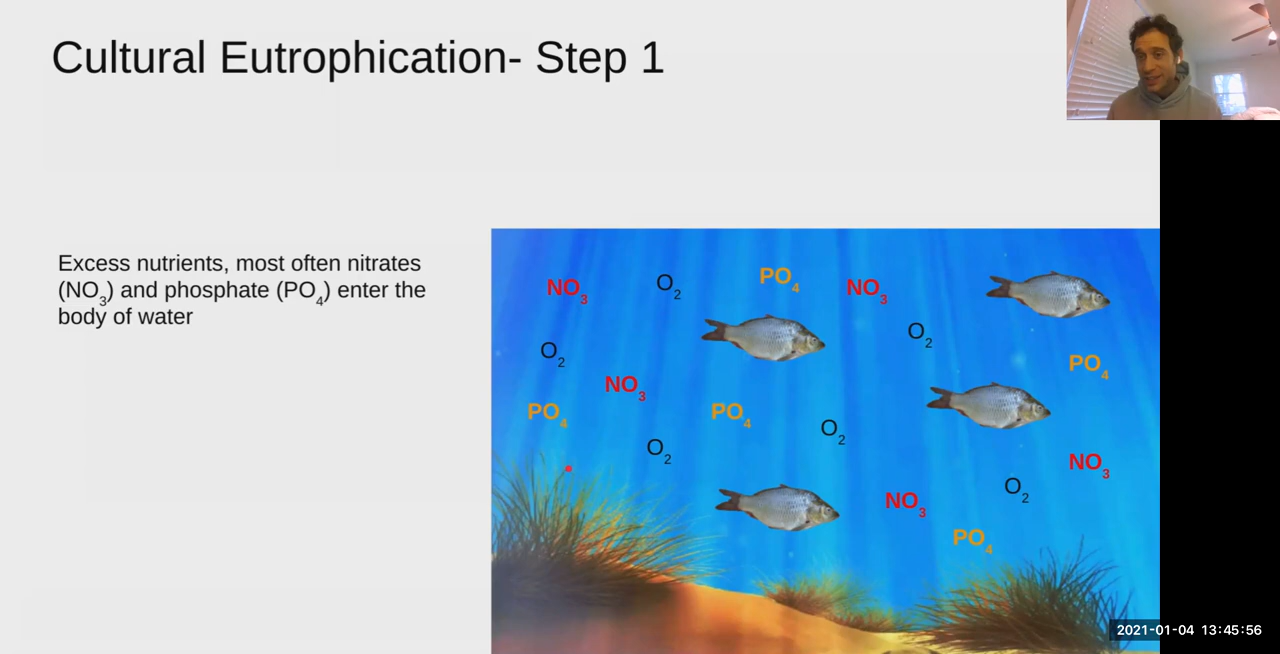 Cultural Eutrophication- Step 1
Excess nutrients, most often nitrates
(NO3) and phosphate (PO4) enter the
body of water
NO3
O2
PO4
NO3
O2
O2
PO4
NO3
PO4
PO4
O2
O2
NO3
O2
NO3
PO4
2021-01-04 13:45:56